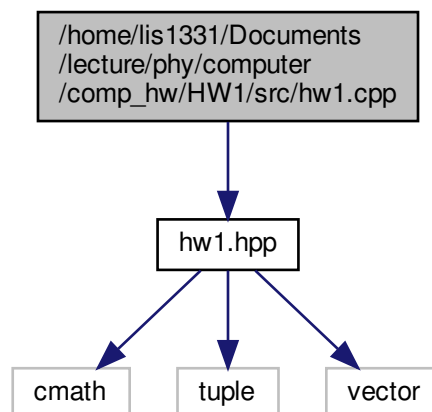 /home/lis1331/Documents
/lecture/phy/computer
/comp_hw/HW1/src/hw1.cpp
hw1.hpp
cmath
tuple
vector